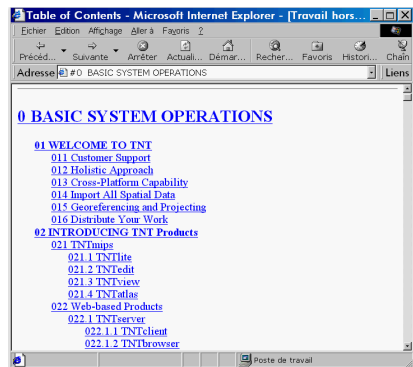 Table of Contents - Microsoft Internet Explorer - [Travail hors...
Fichier Edition Affichage Aller à Favoris ?
Précéd... Suivante Arrêter Actuali... Démar... Recher... Favoris Histori... Chaîn
Adresse #0 BASIC SYSTEM OPERATIONS Liens
0 BASIC SYSTEM OPERATIONS
01 WELCOME TO TNT
011 Customer Support
012 Holistic Approach
013 Cross-Platform Capability
014 Import All Spatial Data
015 Georeferencing and Projecting
016 Distribute Your Work
02 INTRODUCING TNT Products
021 TNTmips
021.1 TNTlite
021.2 TNTedit
021.3 TNTview
021.4 TNTatlas
022 Web-based Products
022.1 TNTserver
022.1.1 TNTclient
022.1.2 TNTbrowser
Poste de travail